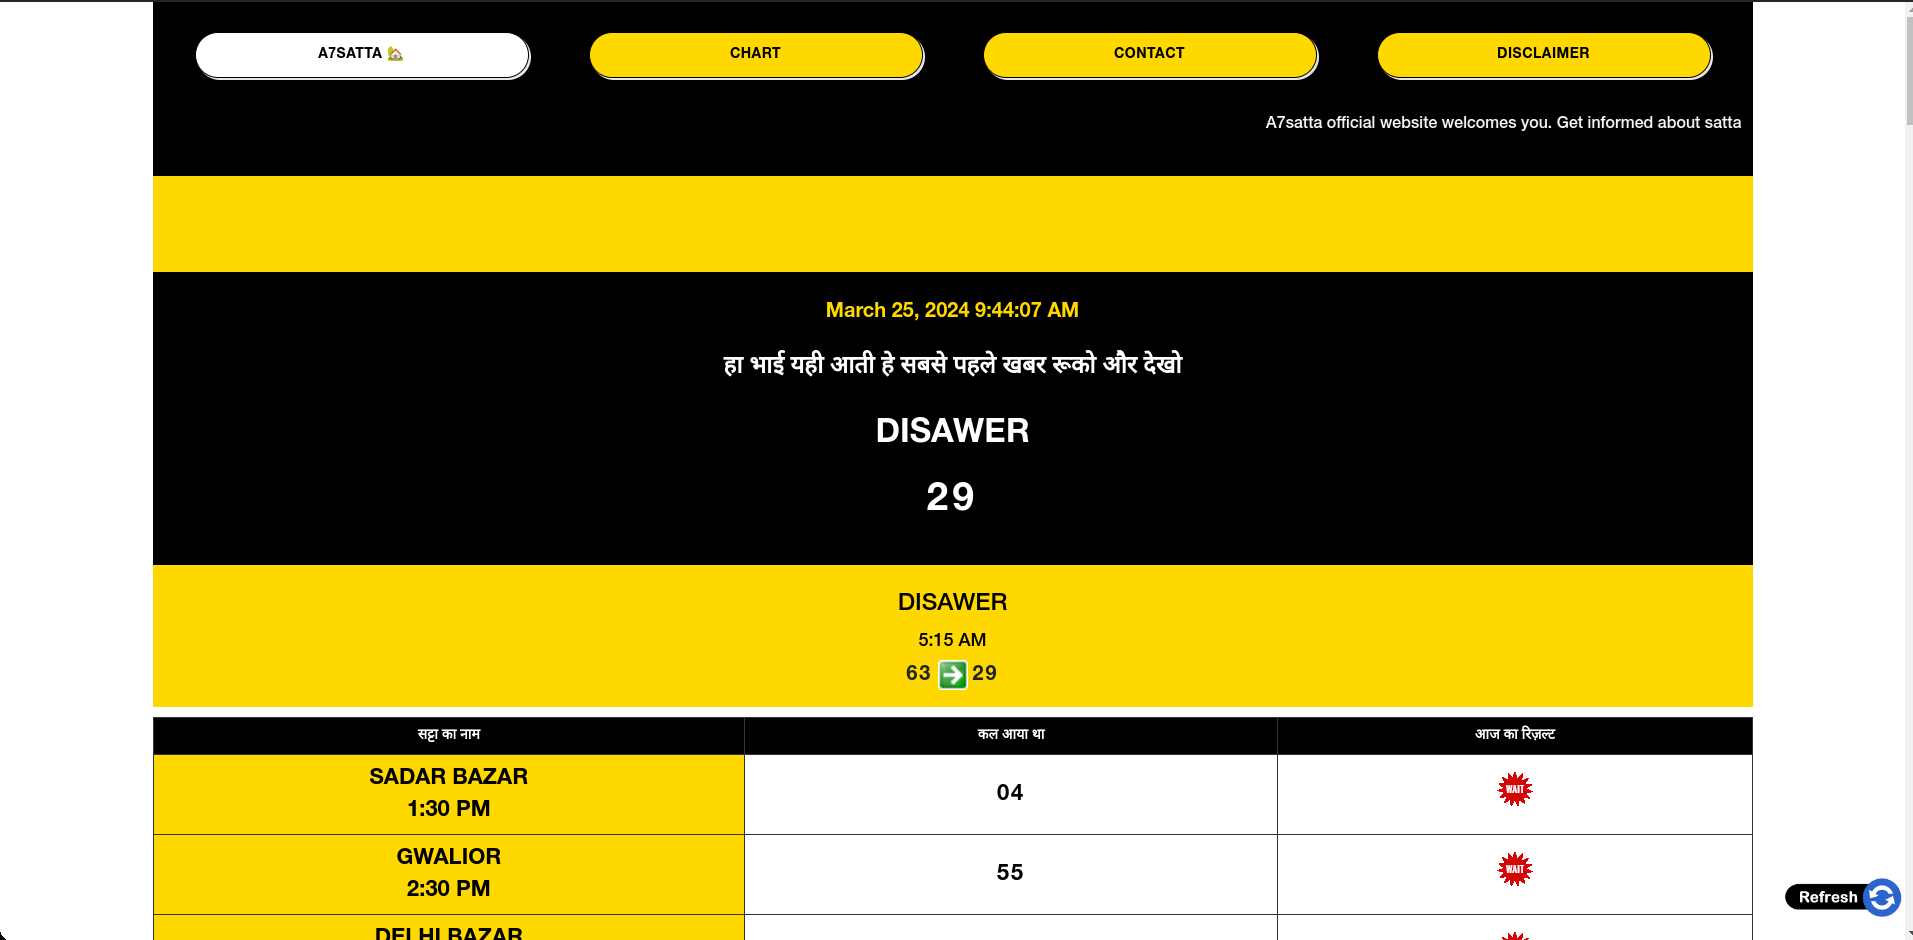 A7SATTA 🏡
CHART
CONTACT
DISCLAIMER
A7satta official website welcomes you. Get informed about satta
March 25, 2024 9:44:07 AM
हा भाई यही आती हे सबसे पहले खबर रूको और देखो
DISAWER
29
DISAWER
5:15 AM
63 ➡ 29
सट्टा का नाम
कल आया था
आज का रिज़ल्ट
SADAR BAZAR
1:30 PM
04
WAIT
GWALIOR
2:30 PM
55
WAIT
DELHI BAZAR
Refresh